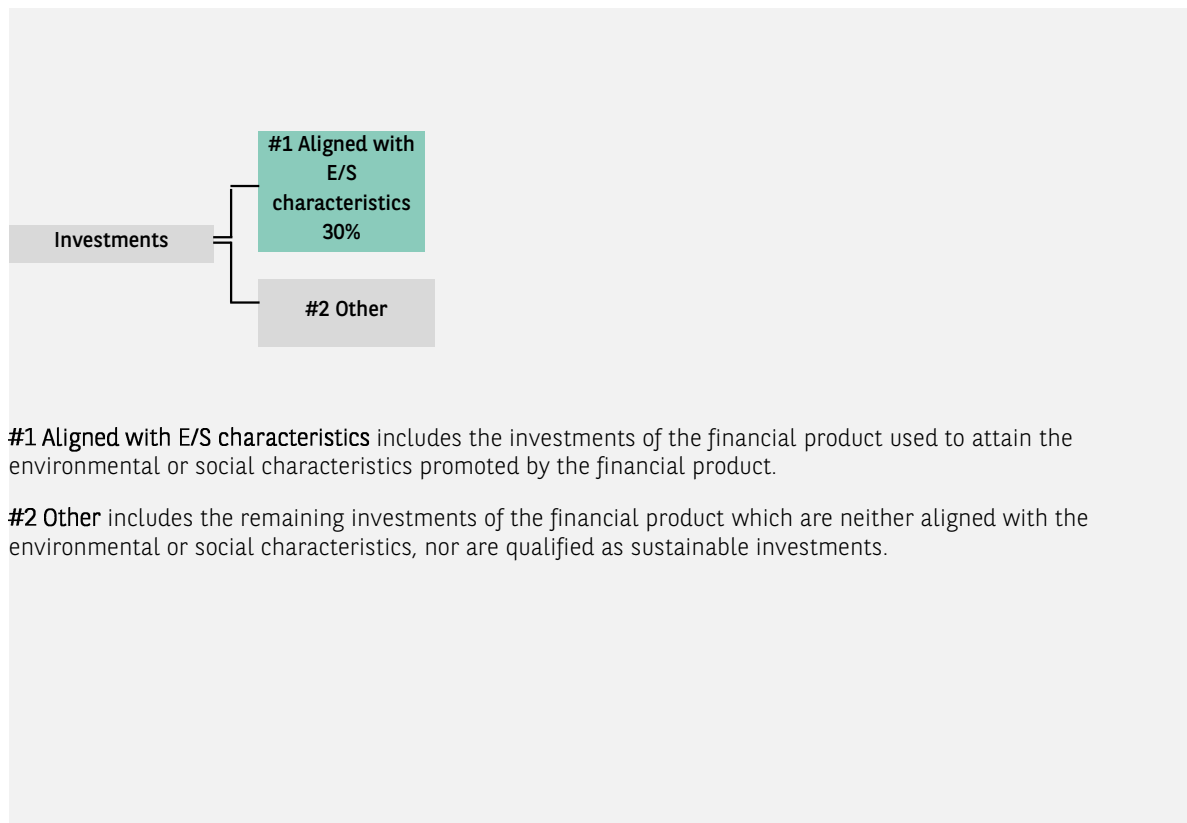 #1 Aligned with
E/S
characteristics
30%
Investments
#2 Other
#1 Aligned with E/S characteristics includes the investments of the financial product used to attain the
environmental or social characteristics promoted by the financial product.
#2 Other includes the remaining investments of the financial product which are neither aligned with the
environmental or social characteristics, nor are qualified as sustainable investments.